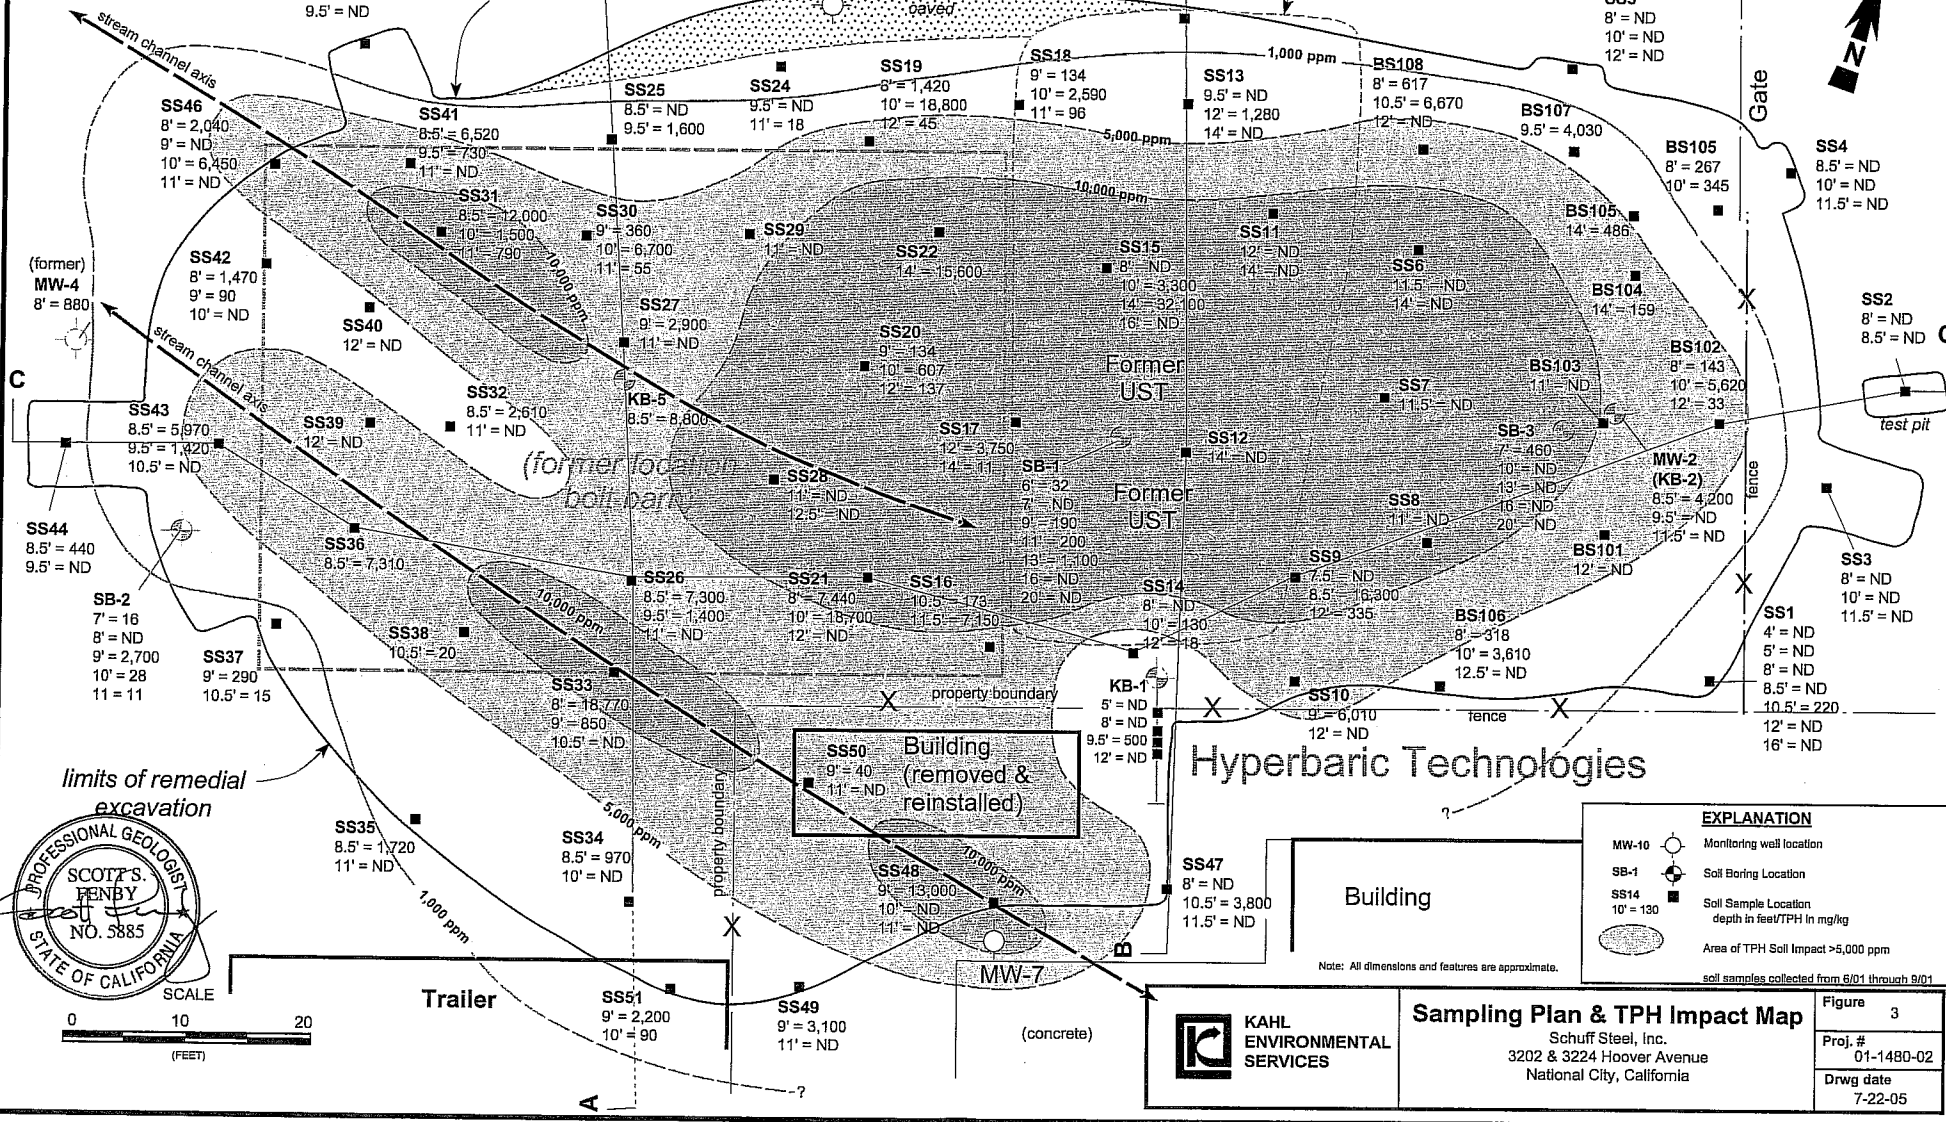 9.5' = ND
stream channel axis
paved
SS18
9' = 134
10' = 2,590
11' = 96
1,000 ppm
8' = ND
10' = ND
12' = ND
N
Gate
SS46
8' = 2,040
9' = ND
10' = 6,450
11' = ND
SS41
8.5' = 6,520
9.5' = 730
11' = ND
SS25
8.5' = ND
9.5' = 1,600
SS24
9.5' = ND
11' = 18
SS19
8' = 1,420
10' = 18,800
12' = 45
SS13
9.5' = ND
12' = 1,280
14' = ND
BS108
8' = 617
10.5' = 6,670
12' = ND
BS107
9.5' = 4,030
BS105
8' = 267
10' = 345
SS4
8.5' = ND
10' = ND
11.5' = ND
5,000 ppm
10,000 ppm
SS31
8.5' = 12,000
10' = 1,500
11' = 790
10,000 ppm
SS30
9' = 360
10' = 6,700
11' = 55
SS29
11' = ND
SS22
14' = 15,600
SS15
8' = ND
10' = 3,300
14' = 32,100
16' = ND
SS11
12' = ND
14' = ND
SS6
11.5' = ND
14' = ND
BS105
14' = 486
BS104
14' = 159
(former)
MW-4
8' = 880
SS42
8' = 1,470
9' = 90
10' = ND
SS40
12' = ND
SS27
9' = 2,900
11' = ND
SS20
9' = 134
10' = 607
12' = 137
Former
UST
SS7
11.5' = ND
BS103
11' = ND
BS102
8' = 143
10' = 5,620
12' = 33
SS2
8' = ND
8.5' = ND
test pit
stream channel axis
C
SS43
8.5' = 5,970
9.5' = 1,420
10.5' = ND
SS39
12' = ND
SS32
8.5' = 2,610
11' = ND
KB-5
8.5' = 8,800
(former location
bolt barn)
SS28
11' = ND
12.5' = ND
SS17
12' = 3,750
14' = 11
SB-1
6' = 32
7' = ND
9' = 190
11' = 200
13' = 1,100
16' = ND
20' = ND
SS12
14' = ND
Former
UST
SB-3
7' = 460
10' = ND
13' = ND
16' = ND
20' = ND
SS8
11' = ND
MW-2
(KB-2)
8.5' = 4,200
9.5' = ND
11.5' = ND
fence
SS44
8.5' = 440
9.5' = ND
SS36
8.5' = 7,310
SS26
8.5' = 7,300
9.5' = 1,400
11' = ND
SS21
8' = 7,440
10' = 18,700
12' = ND
SS16
10.5' = 173
11.5' = 7,150
SS14
8' = ND
10' = 130
12' = 18
SS9
7.5' = ND
8.5' = 16,300
12' = 335
BS101
12' = ND
SS3
8' = ND
10' = ND
11.5' = ND
SB-2
7' = 16
8' = ND
9' = 2,700
10' = 28
11 = 11
SS37
9' = 290
10.5' = 15
SS38
10.5' = 20
10,000 ppm
BS106
8' = 318
10' = 3,610
12.5' = ND
SS1
4' = ND
5' = ND
8' = ND
8.5' = ND
10.5' = 220
12' = ND
16' = ND
SS33
8' = 18,770
9' = 850
10.5' = ND
property boundary
X
KB-1
5' = ND
8' = ND
9.5' = 500
12' = ND
X
SS10
9' = 6,010
12' = ND
fence
X
X
X
limits of remedial
excavation
SS50
9' = 40
11' = ND
Building
(removed &
reinstalled)
Hyperbaric Technologies
property boundary
5,000 ppm
?
PROFESSIONAL GEOLOGIST
SCOTT S.
FENBY
NO. 5885
STATE OF CALIFORNIA
SS35
8.5' = 1,720
11' = ND
SS34
8.5' = 970
10' = ND
1,000 ppm
X
SS48
9' = 13,000
10' = ND
11' = ND
10,000 ppm
MW-7
SS47
8' = ND
10.5' = 3,800
11.5' = ND
B
Building
EXPLANATION
MW-10 Monitoring well location
SB-1 Soil Boring Location
SS14
10' = 130
Soil Sample Location
depth in feet/TPH in mg/kg
Area of TPH Soil Impact >5,000 ppm
soil samples collected from 6/01 through 9/01
Note: All dimensions and features are approximate.
SCALE
0 10 20
(FEET)
Trailer
SS51
9' = 2,200
10' = 90
SS49
9' = 3,100
11' = ND
(concrete)
?
A
KAHL
ENVIRONMENTAL
SERVICES
Sampling Plan & TPH Impact Map
Schuff Steel, Inc.
3202 & 3224 Hoover Avenue
National City, California
Figure
3
Proj. #
01-1480-02
Drwg date
7-22-05